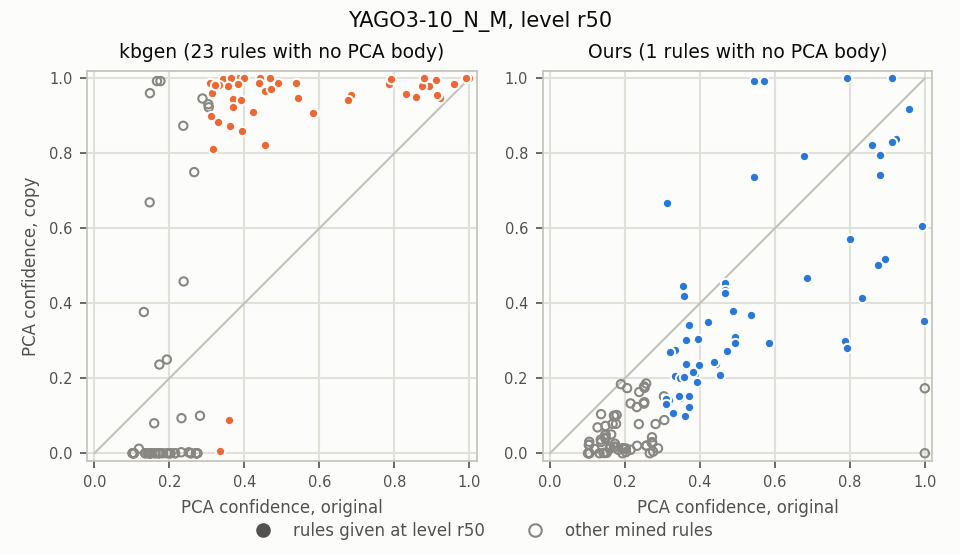 YAGO3-10_N_M, level r50
kbgen (23 rules with no PCA body)
Ours (1 rules with no PCA body)
PCA confidence, copy
1.0
0.8
0.6
0.4
0.2
0.0
0.0 0.2 0.4 0.6 0.8 1.0
PCA confidence, original
1.0
0.8
0.6
0.4
0.2
0.0
0.0 0.2 0.4 0.6 0.8 1.0
PCA confidence, original
rules given at level r50
other mined rules